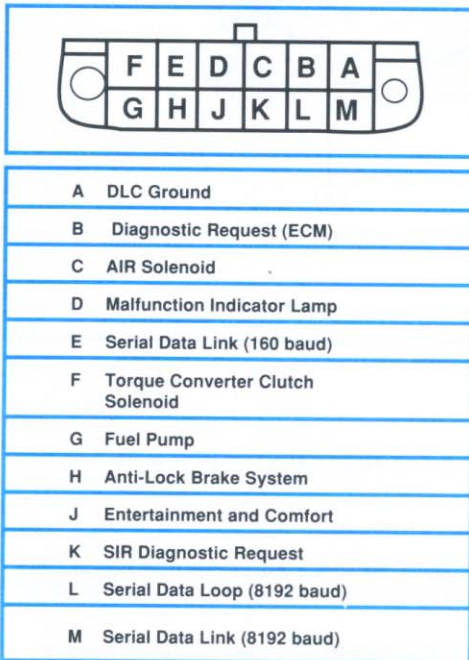 F E D C B A
G H J K L M
A DLC Ground
B Diagnostic Request (ECM)
C AIR Solenoid
D Malfunction Indicator Lamp
E Serial Data Link (160 baud)
F Torque Converter Clutch
Solenoid
G Fuel Pump
H Anti-Lock Brake System
J Entertainment and Comfort
K SIR Diagnostic Request
L Serial Data Loop (8192 baud)
M Serial Data Link (8192 baud)